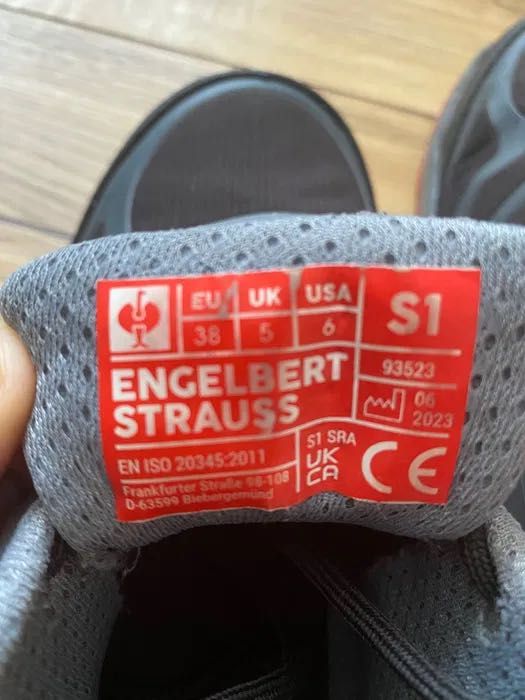 EU UK USA S1
38 5 6
93523
ENGELBERT
STRAUSS
06
2023
EN ISO 20345:2011
S1 SRA
UK
CA
CE
Frankfurter Straße 98-108
D-63599 Biebergemünd